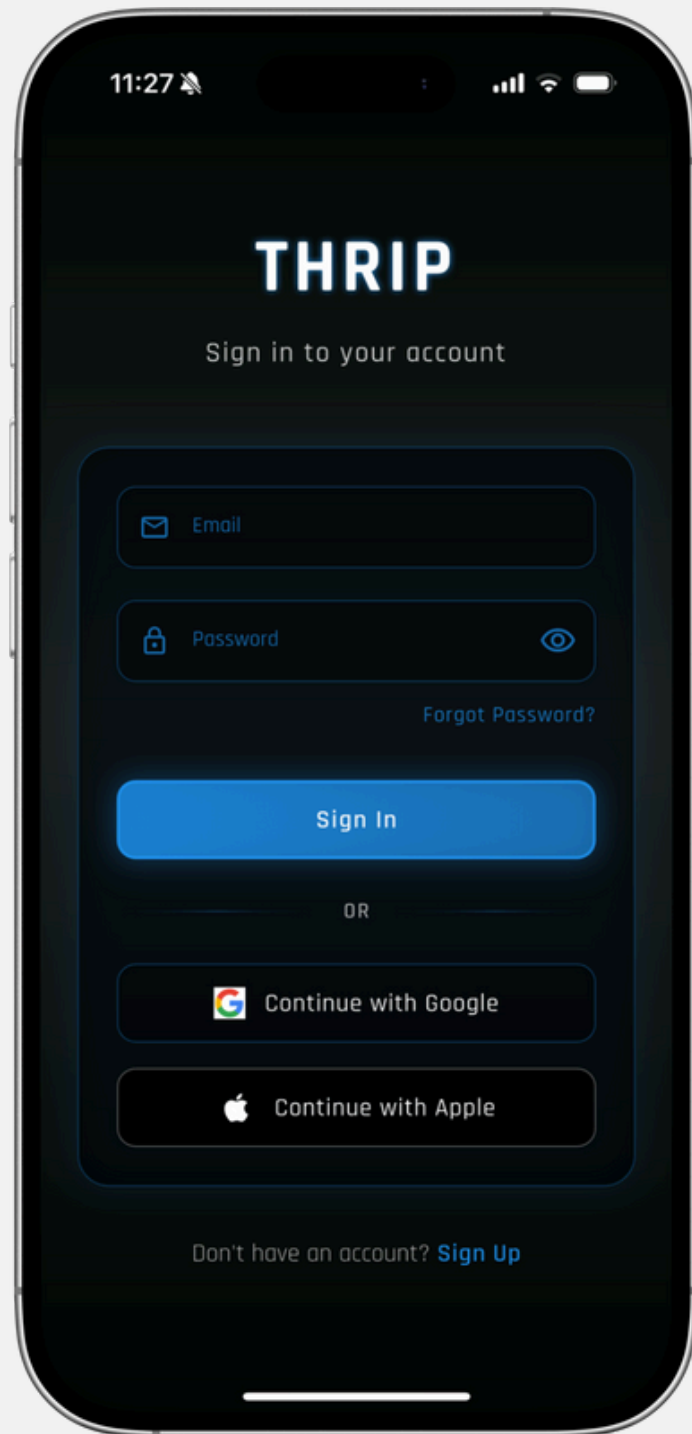 11:27
THRIP
Sign in to your account
Email
Password
Forgot Password?
Sign In
OR
Continue with Google
Continue with Apple
Don't have an account? Sign Up